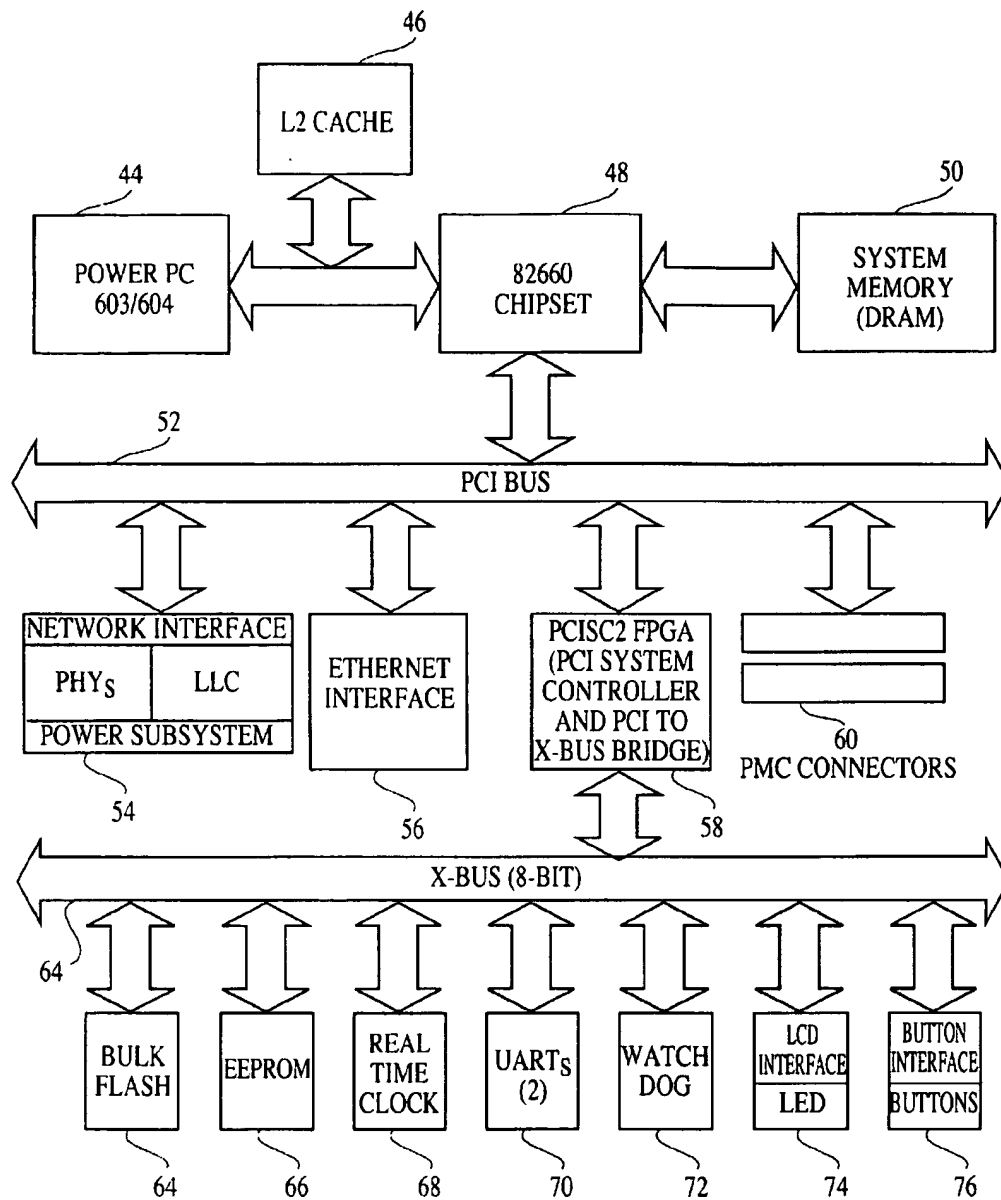 46
L2 CACHE
44
48
50
POWER PC
603/604
82660
CHIPSET
SYSTEM
MEMORY
(DRAM)
52
PCI BUS
NETWORK INTERFACE
PHYS
LLC
POWER SUBSYSTEM
ETHERNET
INTERFACE
PCISC2 FPGA
(PCI SYSTEM
CONTROLLER
AND PCI TO
X-BUS BRIDGE)
60
PMC CONNECTORS
54
56
58
X-BUS (8-BIT)
64
BULK
FLASH
EEPROM
REAL
TIME
CLOCK
UARTS
(2)
WATCH
DOG
LCD
INTERFACE
LED
BUTTON
INTERFACE
BUTTONS
64
66
68
70
72
74
76